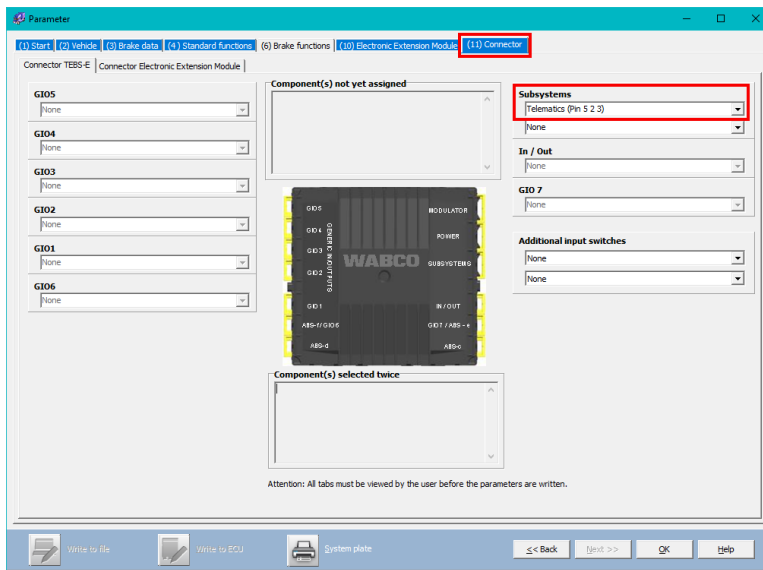 Parameter
(1) Start (2) Vehicle (3) Brake data (4) Standard functions (6) Brake functions (10) Electronic Extension Module (11) Connector
Connector TEBS-E Connector Electronic Extension Module
GIO5
None
GIO4
None
GIO3
None
GIO2
None
GIO1
None
GIO6
None
Component(s) not yet assigned
GIO5
GIO4
GIO3
GIO2
GIO1
ABS-f/GIO6
ABS-d
GENERIC IN/OUTPUTS
WABCO
MODULATOR
POWER
SUBSYSTEMS
IN/OUT
GIO7 / ABS - e
ABS-c
Component(s) selected twice
Attention: All tabs must be viewed by the user before the parameters are written.
Subsystems
Telematics (Pin 5 2 3)
None
In / Out
None
GIO 7
None
Additional input switches
None
None
Write to file Write to ECU System plate << Back Next >> OK Help